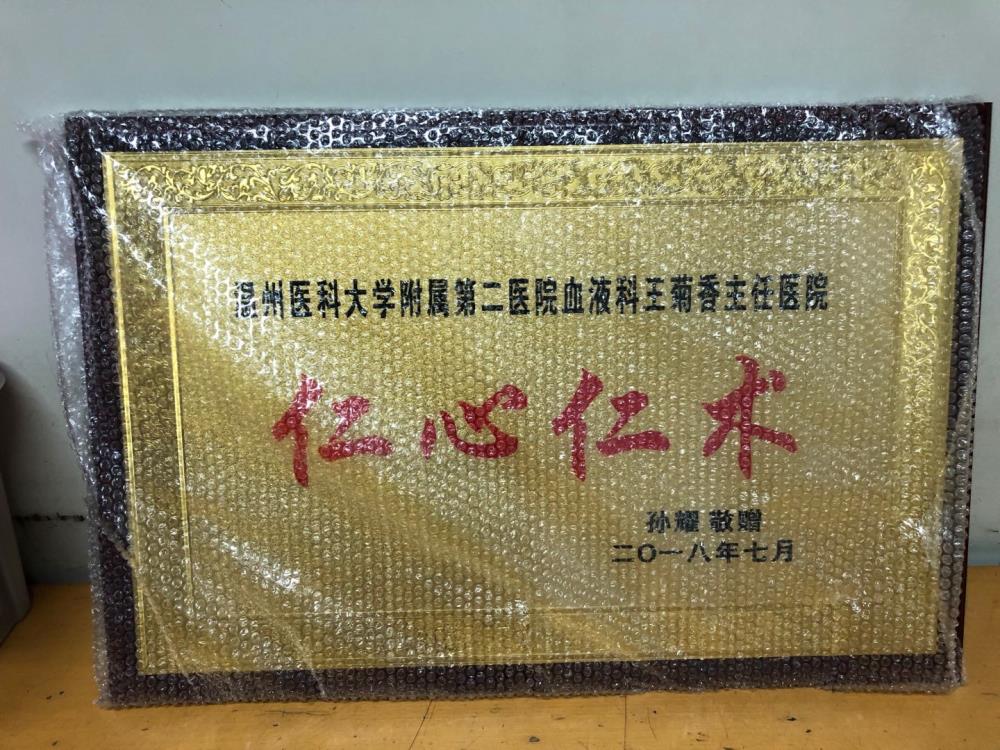 温州医科大学附属第二医院血液科王菊香主任医院
仁心仁术
孙耀 敬赠
二〇一八年七月